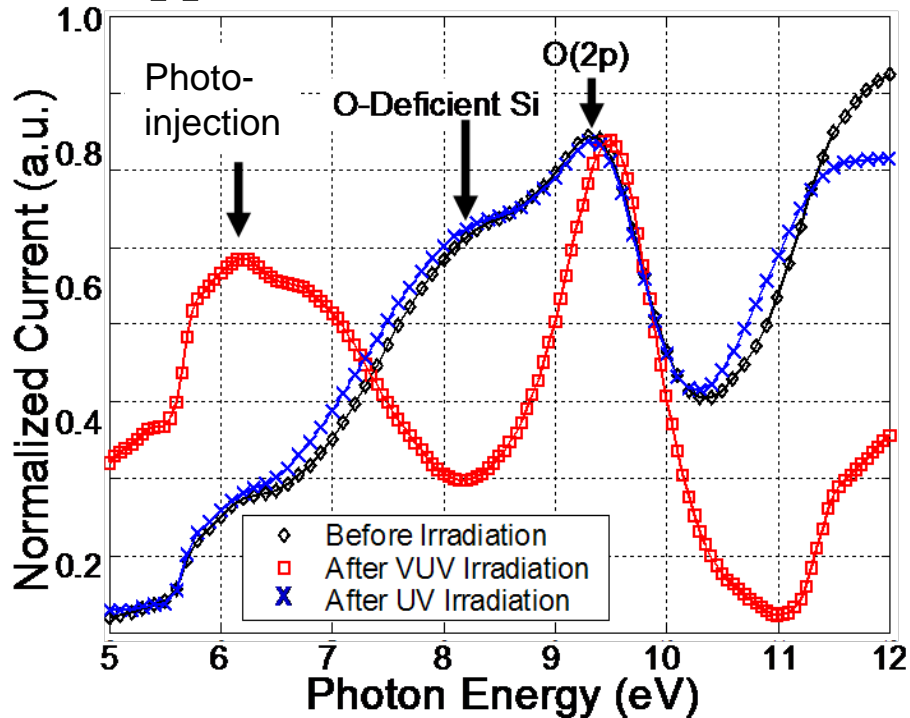 1.0
0.8
0.6
0.4
0.2
Normalized Current (a.u.)
Photo-
injection
O-Deficient Si
O(2p)
Before Irradiation
After VUV Irradiation
After UV Irradiation
5 6 7 8 9 10 11 12
Photon Energy (eV)